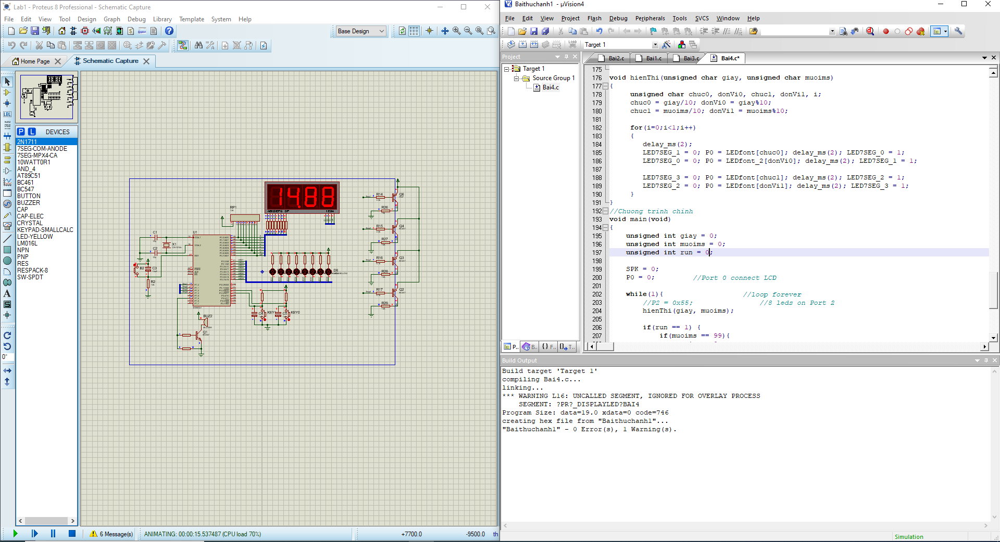 Lab1 - Proteus 8 Professional - Schematic Capture
File Edit View Tool Design Graph Debug Library Template System Help
Base Design
Home Page
Schematic Capture
P L DEVICES
2N1711
7SEG-COM-ANODE
7SEG-MPX4-CA
10WATT0R1
AND_4
AT89C51
BC461
BC547
BUTTON
BUZZER
CAP
CAP-ELEC
CRYSTAL
KEYPAD-SMALLCALC
LED-YELLOW
LM016L
NPN
PNP
RES
RESPACK-8
SW-SPDT
LBL
0°
14.88
ABCDEFG DP
1234
RP1
U1
C1
X1
CRYSTAL
C2
B2
C3
R2
BUZ2
Q1
D8
KEY0
R14
Q6
R26
R15
Q4
R27
R16
Q3
R28
R17
Q2
R29
6 Message(s)
ANIMATING: 00:00:15.537487 (CPU load 70%)
+7700.0
-9500.0
th
Baithuchanh1 - µVision4
File Edit View Project Flash Debug Peripherals Tools SVCS Window Help
LOAD
Target 1
Project
Target 1
Source Group 1
Bai4.c
P.. B.. {} F.. 0. T..
Bai2.c
Bai1.c
Bai3.c
Bai4.c*
175
176 void hienThi(unsigned char giay, unsigned char muoims)
177 {
178 unsigned char chuc0, donVi0, chuc1, donVi1, i;
179 chuc0 = giay/10; donVi0 = giay%10;
180 chuc1 = muoims/10; donVi1 = muoims%10;
181
182 for(i=0;i<1;i++)
183 {
184 delay_ms(2);
185 LED7SEG_1 = 0; P0 = LEDfont[chuc0]; delay_ms(2); LED7SEG_0 = 1;
186 LED7SEG_0 = 0; P0 = LEDfont_2[donVi0]; delay_ms(2); LED7SEG_1 = 1;
187
188 LED7SEG_3 = 0; P0 = LEDfont[chuc1]; delay_ms(2); LED7SEG_2 = 1;
189 LED7SEG_2 = 0; P0 = LEDfont[donVi1]; delay_ms(2); LED7SEG_3 = 1;
190 }
191 }
192 //Chuong trinh chinh
193 void main(void)
194 {
195 unsigned int giay = 0;
196 unsigned int muoims = 0;
197 unsigned int run = 0;
198
199 SPK = 0;
200 P0 = 0; //Port 0 connect LCD
201
202 while(1){ //loop forever
203 //P2 = 0x55; //8 leds on Port 2
204 hienThi(giay, muoims);
205
206 if(run == 1) {
207 if(muoims == 99){
Build Output
Build target 'Target 1'
compiling Bai4.c...
linking...
*** WARNING L16: UNCALLED SEGMENT, IGNORED FOR OVERLAY PROCESS
SEGMENT: ?PR?_DISPLAYLED?BAI4
Program Size: data=19.0 xdata=0 code=746
creating hex file from "Baithuchanh1"...
"Baithuchanh1" - 0 Error(s), 1 Warning(s).
Simulation